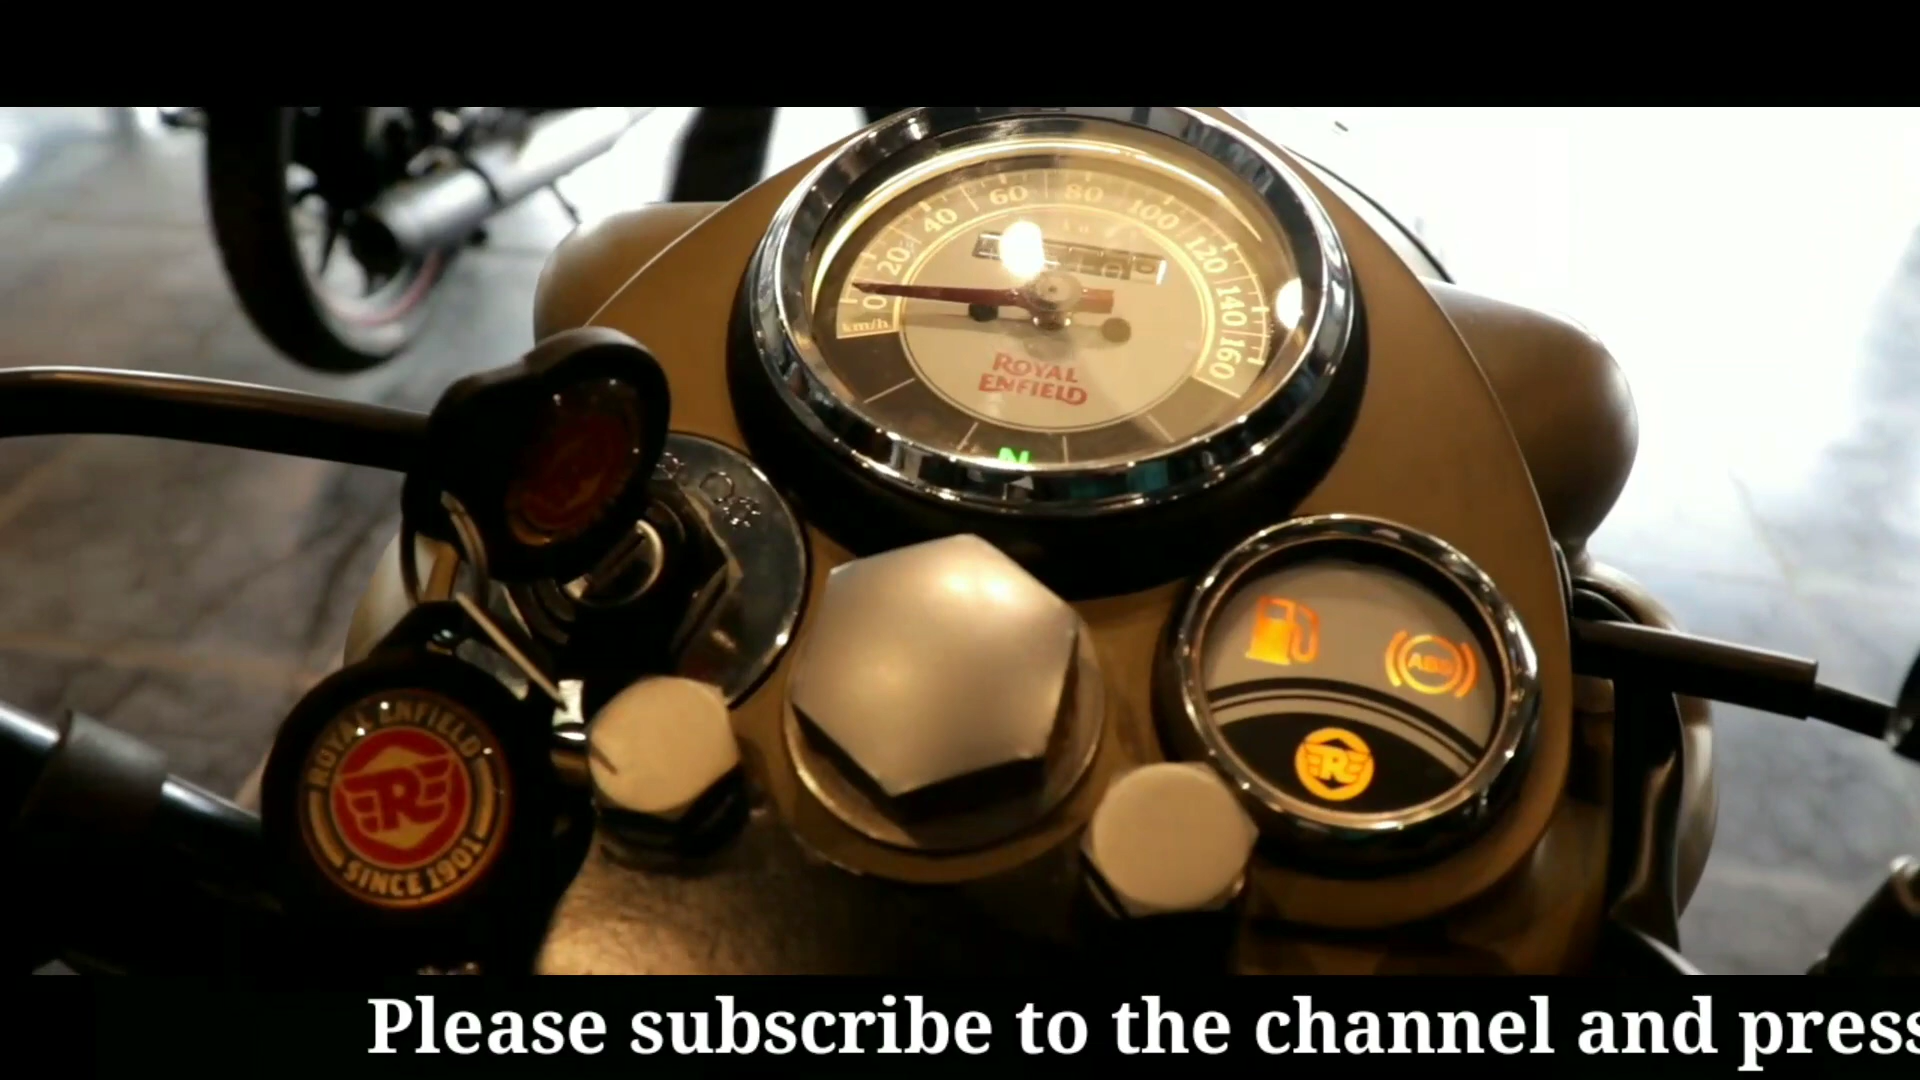 60 80
40 100
20 120
0 140
km/h 160
ROYAL
ENFIELD
N
OFF
ABS
R
ROYAL ENFIELD
R
SINCE 1901
Please subscribe to the channel and press